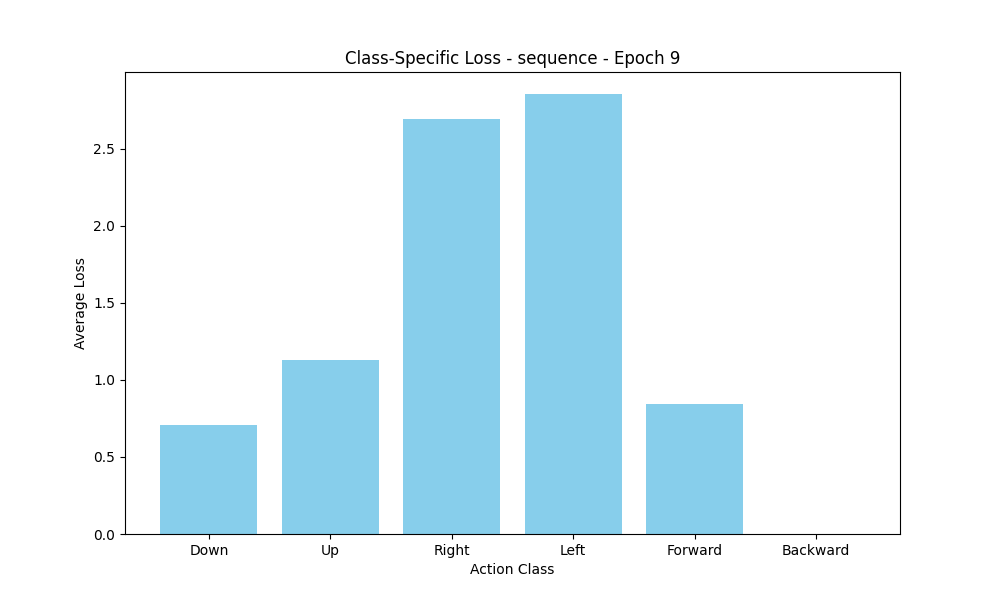 Class-Specific Loss - sequence - Epoch 9
Average Loss
2.5
2.0
1.5
1.0
0.5
0.0
Down Up Right Left Forward Backward
Action Class